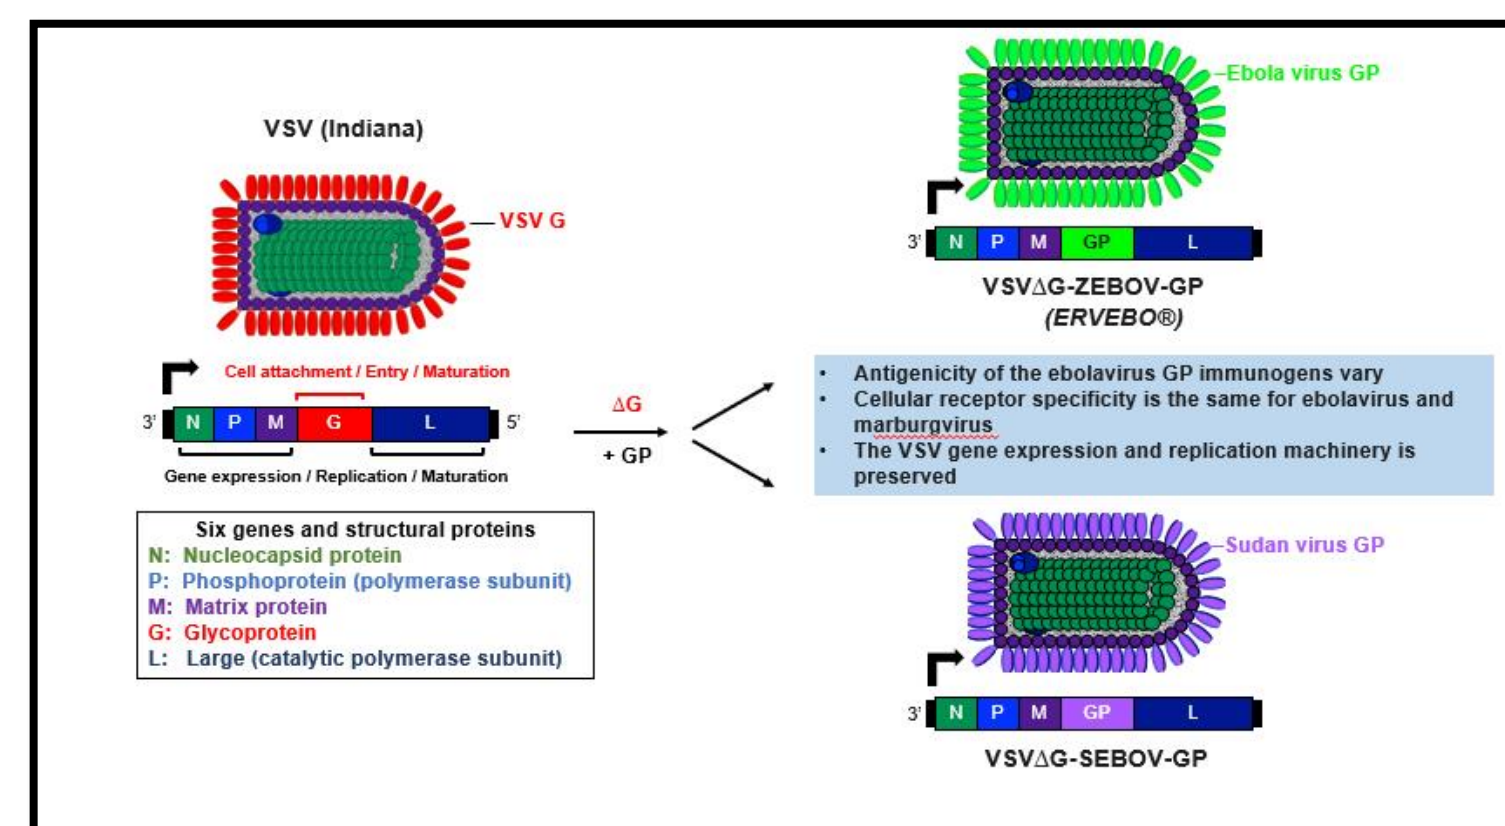 VSV (Indiana)
VSV G
Cell attachment / Entry / Maturation
3' N P M G L 5'
Gene expression / Replication / Maturation
Six genes and structural proteins
N: Nucleocapsid protein
P: Phosphoprotein (polymerase subunit)
M: Matrix protein
G: Glycoprotein
L: Large (catalytic polymerase subunit)
ΔG
+ GP
Ebola virus GP
3' N P M GP L
VSVΔG-ZEBOV-GP
(ERVEBO®)
• Antigenicity of the ebolavirus GP immunogens vary
• Cellular receptor specificity is the same for ebolavirus and
marburgvirus
• The VSV gene expression and replication machinery is
preserved
Sudan virus GP
3' N P M GP L
VSVΔG-SEBOV-GP